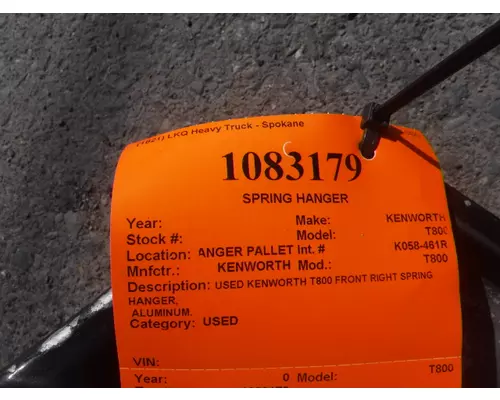 (1821) LKQ Heavy Truck - Spokane
1083179
SPRING HANGER
Year: Make: KENWORTH
Stock #: Model: T800
Location: ANGER PALLET Int. # K058-461R
Mnfctr.: KENWORTH Mod.: T800
Description: USED KENWORTH T800 FRONT RIGHT SPRING
HANGER,
ALUMINUM.
Category: USED
VIN:
Year: 0 Model: T800